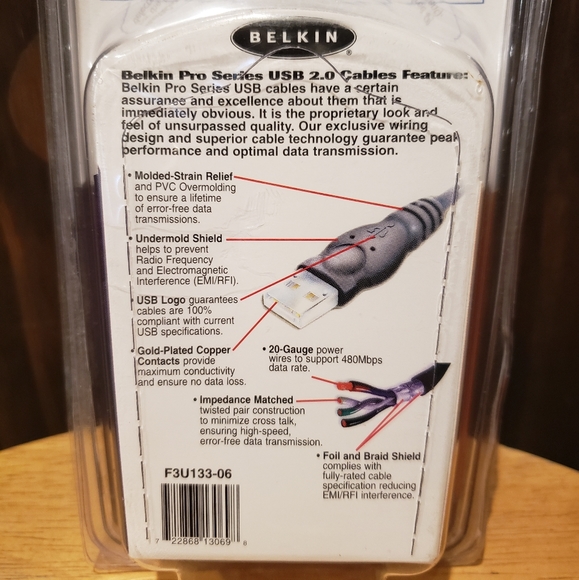 BELKIN
®
Belkin Pro Series USB 2.0 Cables Feature:
Belkin Pro Series USB cables have a certain
assurance and excellence about them that is
immediately obvious. It is the proprietary look and
feel of unsurpassed quality. Our exclusive wiring
design and superior cable technology guarantee peak
performance and optimal data transmission.
• Molded-Strain Relief
and PVC Overmolding
to ensure a lifetime
of error-free data
transmissions.
• Undermold Shield
helps to prevent
Radio Frequency
and Electromagnetic
Interference (EMI/RFI).
• USB Logo guarantees
cables are 100%
compliant with current
USB specifications.
• Gold-Plated Copper
Contacts provide
maximum conductivity
and ensure no data loss.
• 20-Gauge power
wires to support 480Mbps
data rate.
• Impedance Matched
twisted pair construction
to minimize cross talk,
ensuring high-speed,
error-free data transmission.
• Foil and Braid Shield
complies with
fully-rated cable
specification reducing
EMI/RFI interference.
F3U133-06
7 22868 13069 8